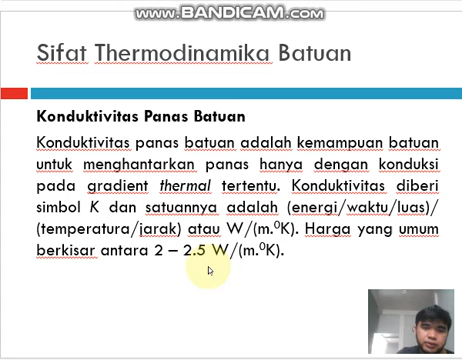 www.BANDICAM.com
Sifat Thermodinamika Batuan
Konduktivitas Panas Batuan
Konduktivitas panas batuan adalah kemampuan batuan
untuk menghantarkan panas hanya dengan konduksi
pada gradient thermal tertentu. Konduktivitas diberi
simbol K dan satuannya adalah (energi/waktu/luas)/
(temperatura/jarak) atau W/(m.⁰K). Harga yang umum
berkisar antara 2 – 2.5 W/(m.⁰K).